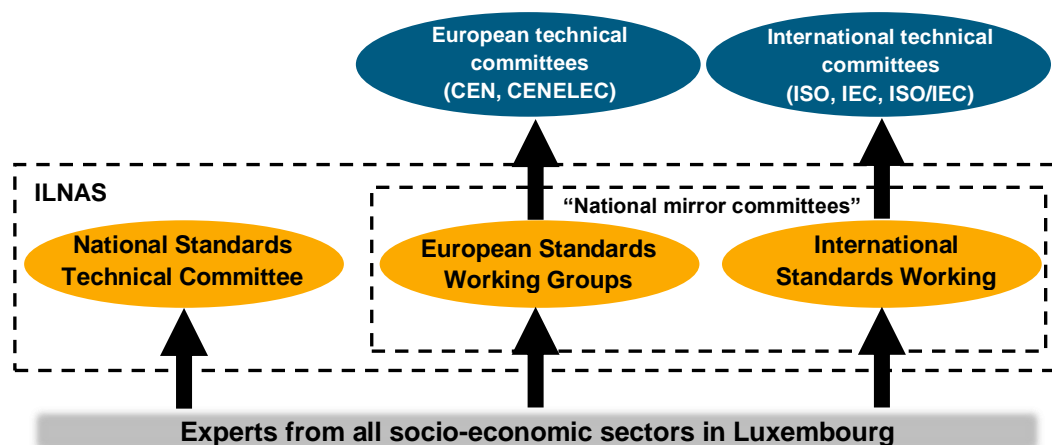 European technical
committees
(CEN, CENELEC)
International technical
committees
(ISO, IEC, ISO/IEC)
ILNAS
“National mirror committees”
National Standards
Technical Committee
European Standards
Working Groups
International
Standards Working
Experts from all socio-economic sectors in Luxembourg